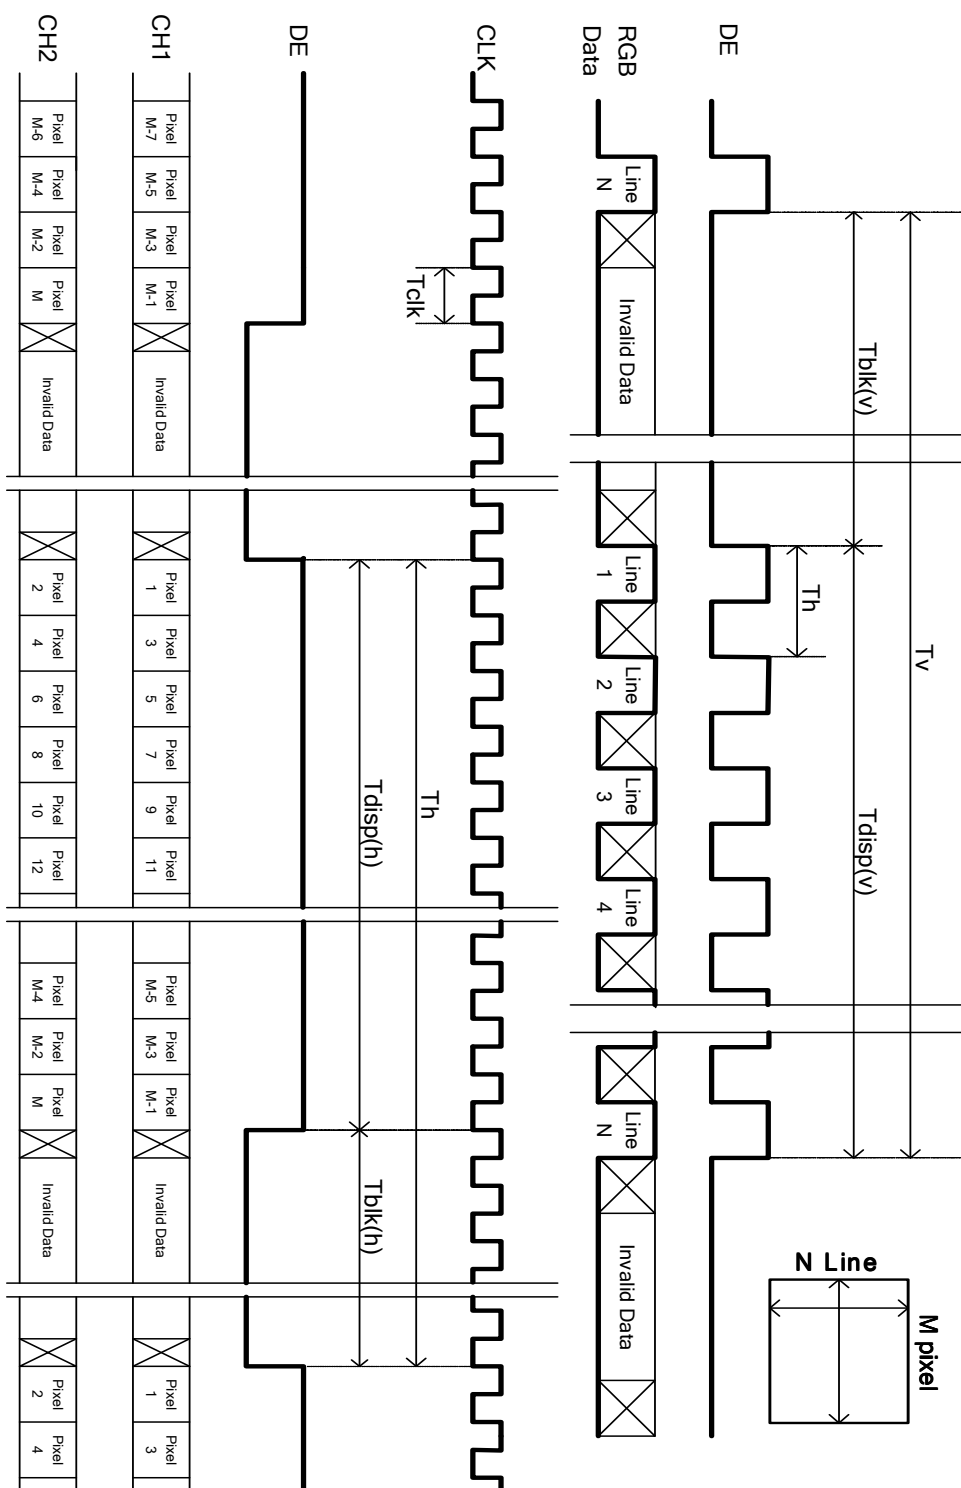 Tv
M pixel
Tblk(v)
Tdisp(v)
N Line
Th
DE
RGB
Data
Line
N
Invalid Data
Line
1
Line
2
Line
3
Line
4
Line
N
Invalid Data
CLK
Tclk
Th
Tdisp(h)
Tblk(h)
DE
CH1
Pixel
M-7
Pixel
M-5
Pixel
M-3
Pixel
M-1
Invalid Data
Pixel
1
Pixel
3
Pixel
5
Pixel
7
Pixel
9
Pixel
11
Pixel
M-5
Pixel
M-3
Pixel
M-1
Invalid Data
Pixel
1
Pixel
3
CH2
Pixel
M-6
Pixel
M-4
Pixel
M-2
Pixel
M
Invalid Data
Pixel
2
Pixel
4
Pixel
6
Pixel
8
Pixel
10
Pixel
12
Pixel
M-4
Pixel
M-2
Pixel
M
Invalid Data
Pixel
2
Pixel
4